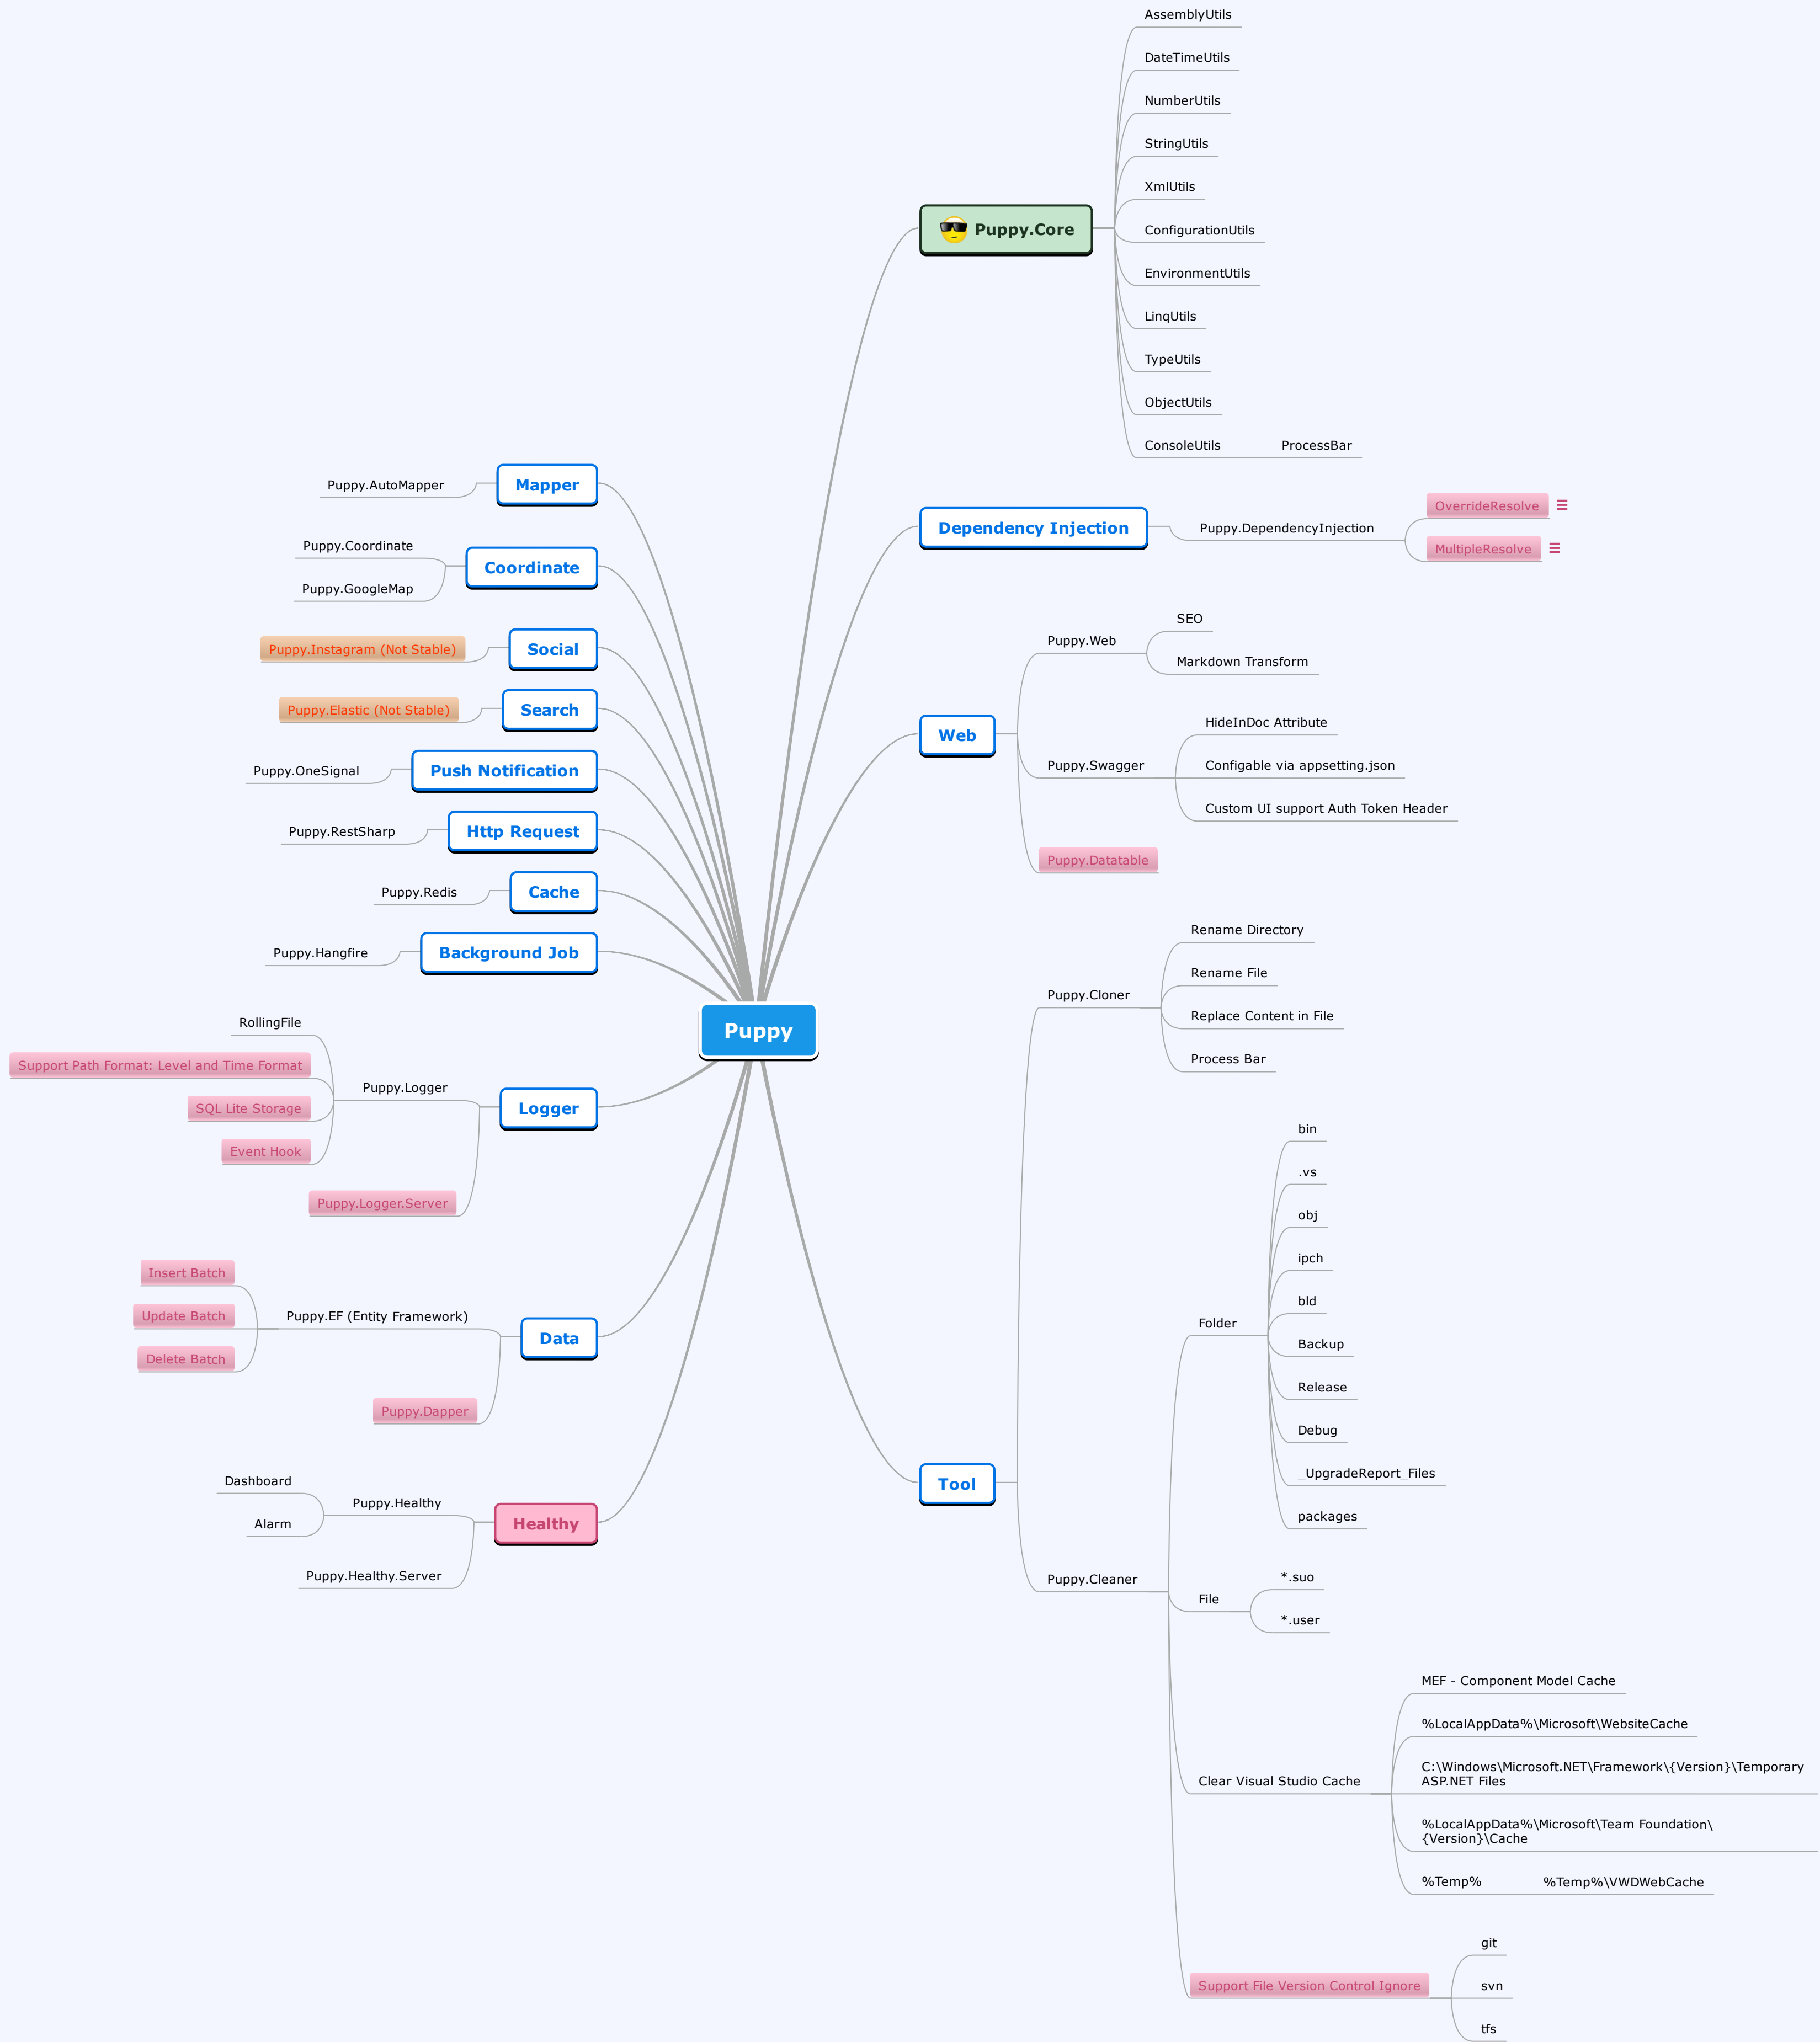 Puppy
Puppy.Core
AssemblyUtils
DateTimeUtils
NumberUtils
StringUtils
XmlUtils
ConfigurationUtils
EnvironmentUtils
LinqUtils
TypeUtils
ObjectUtils
ConsoleUtils
ProcessBar
Dependency Injection
Puppy.DependencyInjection
OverrideResolve
MultipleResolve
Web
Puppy.Web
SEO
Markdown Transform
Puppy.Swagger
HideInDoc Attribute
Configable via appsetting.json
Custom UI support Auth Token Header
Puppy.Datatable
Tool
Puppy.Cloner
Rename Directory
Rename File
Replace Content in File
Process Bar
Puppy.Cleaner
Folder
bin
.vs
obj
ipch
bld
Backup
Release
Debug
_UpgradeReport_Files
packages
File
*.suo
*.user
Clear Visual Studio Cache
MEF - Component Model Cache
%LocalAppData%\Microsoft\WebsiteCache
C:\Windows\Microsoft.NET\Framework\{Version}\Temporary
ASP.NET Files
%LocalAppData%\Microsoft\Team Foundation\
{Version}\Cache
%Temp%
%Temp%\VWDWebCache
Support File Version Control Ignore
git
svn
tfs
Mapper
Puppy.AutoMapper
Coordinate
Puppy.Coordinate
Puppy.GoogleMap
Social
Puppy.Instagram (Not Stable)
Search
Puppy.Elastic (Not Stable)
Push Notification
Puppy.OneSignal
Http Request
Puppy.RestSharp
Cache
Puppy.Redis
Background Job
Puppy.Hangfire
Logger
Puppy.Logger
RollingFile
Support Path Format: Level and Time Format
SQL Lite Storage
Event Hook
Puppy.Logger.Server
Data
Puppy.EF (Entity Framework)
Insert Batch
Update Batch
Delete Batch
Puppy.Dapper
Healthy
Puppy.Healthy
Dashboard
Alarm
Puppy.Healthy.Server